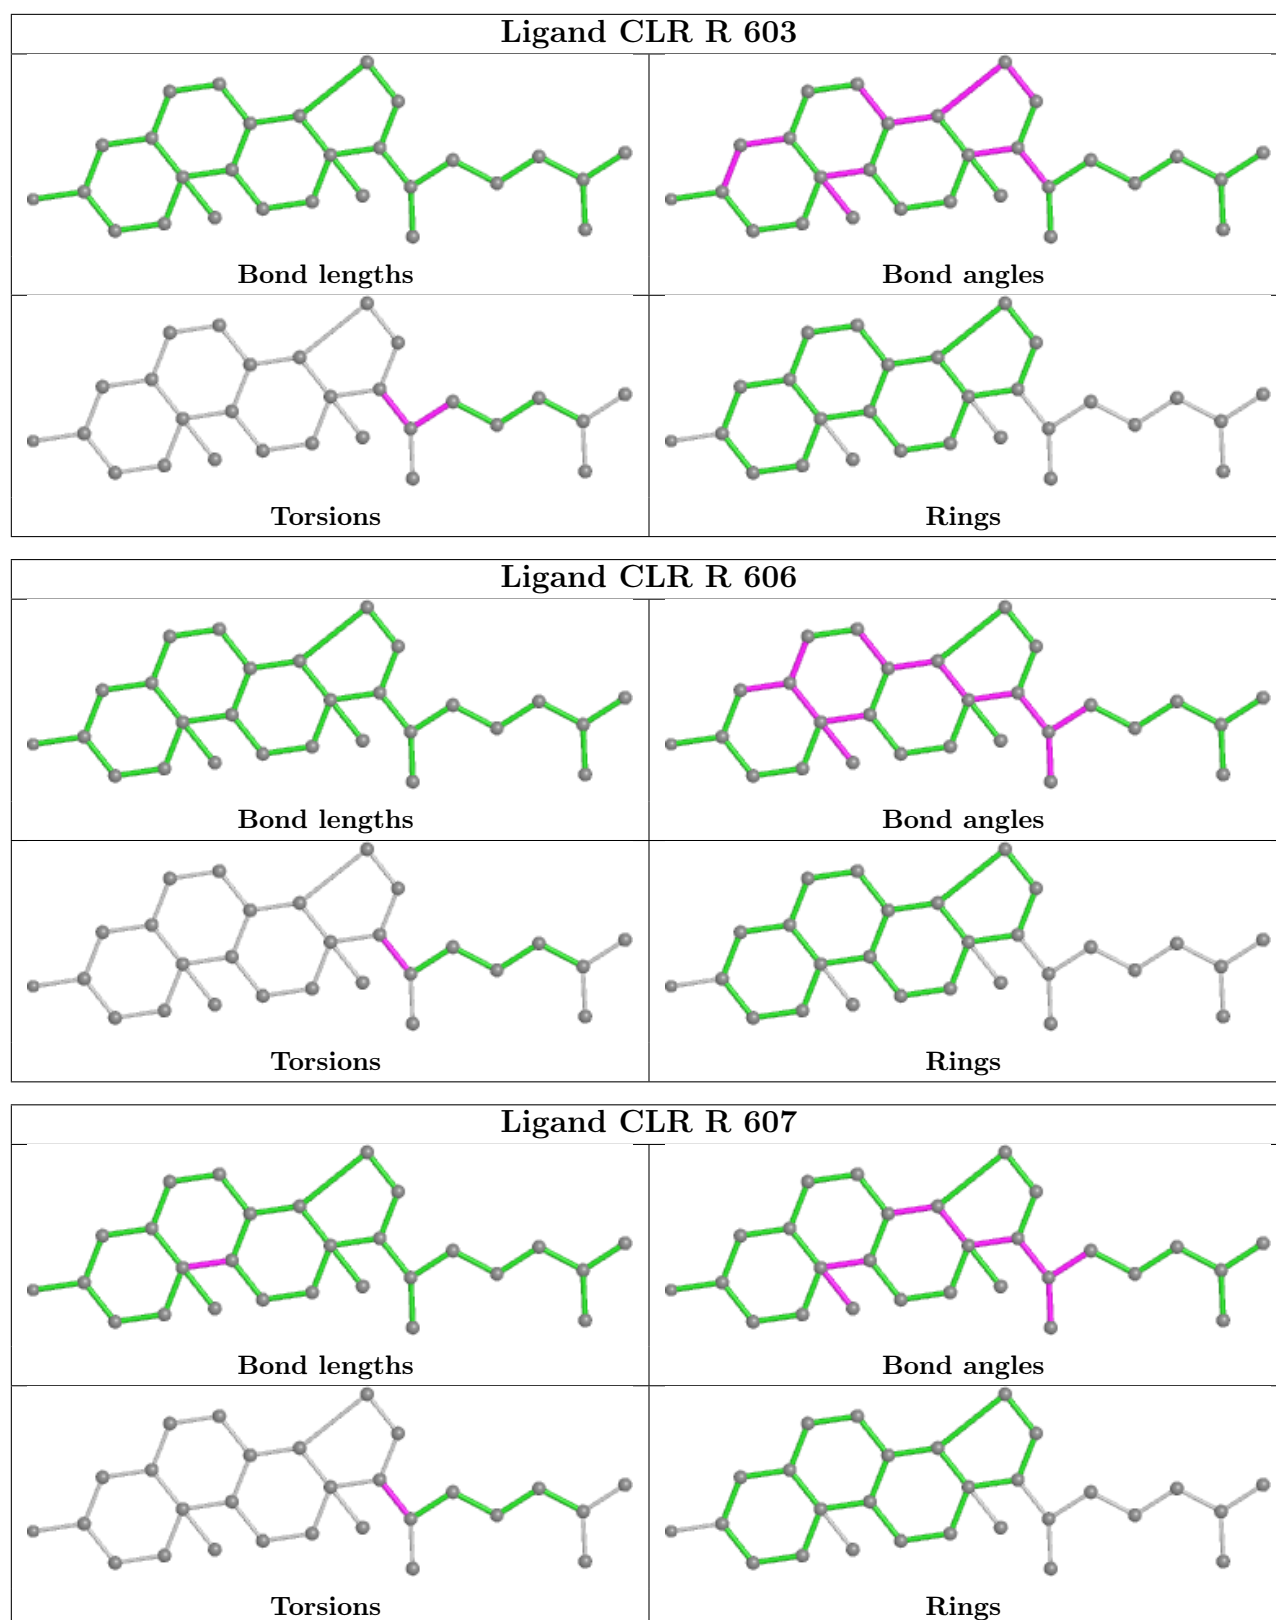 Ligand CLR R 603
Bond lengths
Bond angles
Torsions
Rings
Ligand CLR R 606
Bond lengths
Bond angles
Torsions
Rings
Ligand CLR R 607
Bond lengths
Bond angles
Torsions
Rings